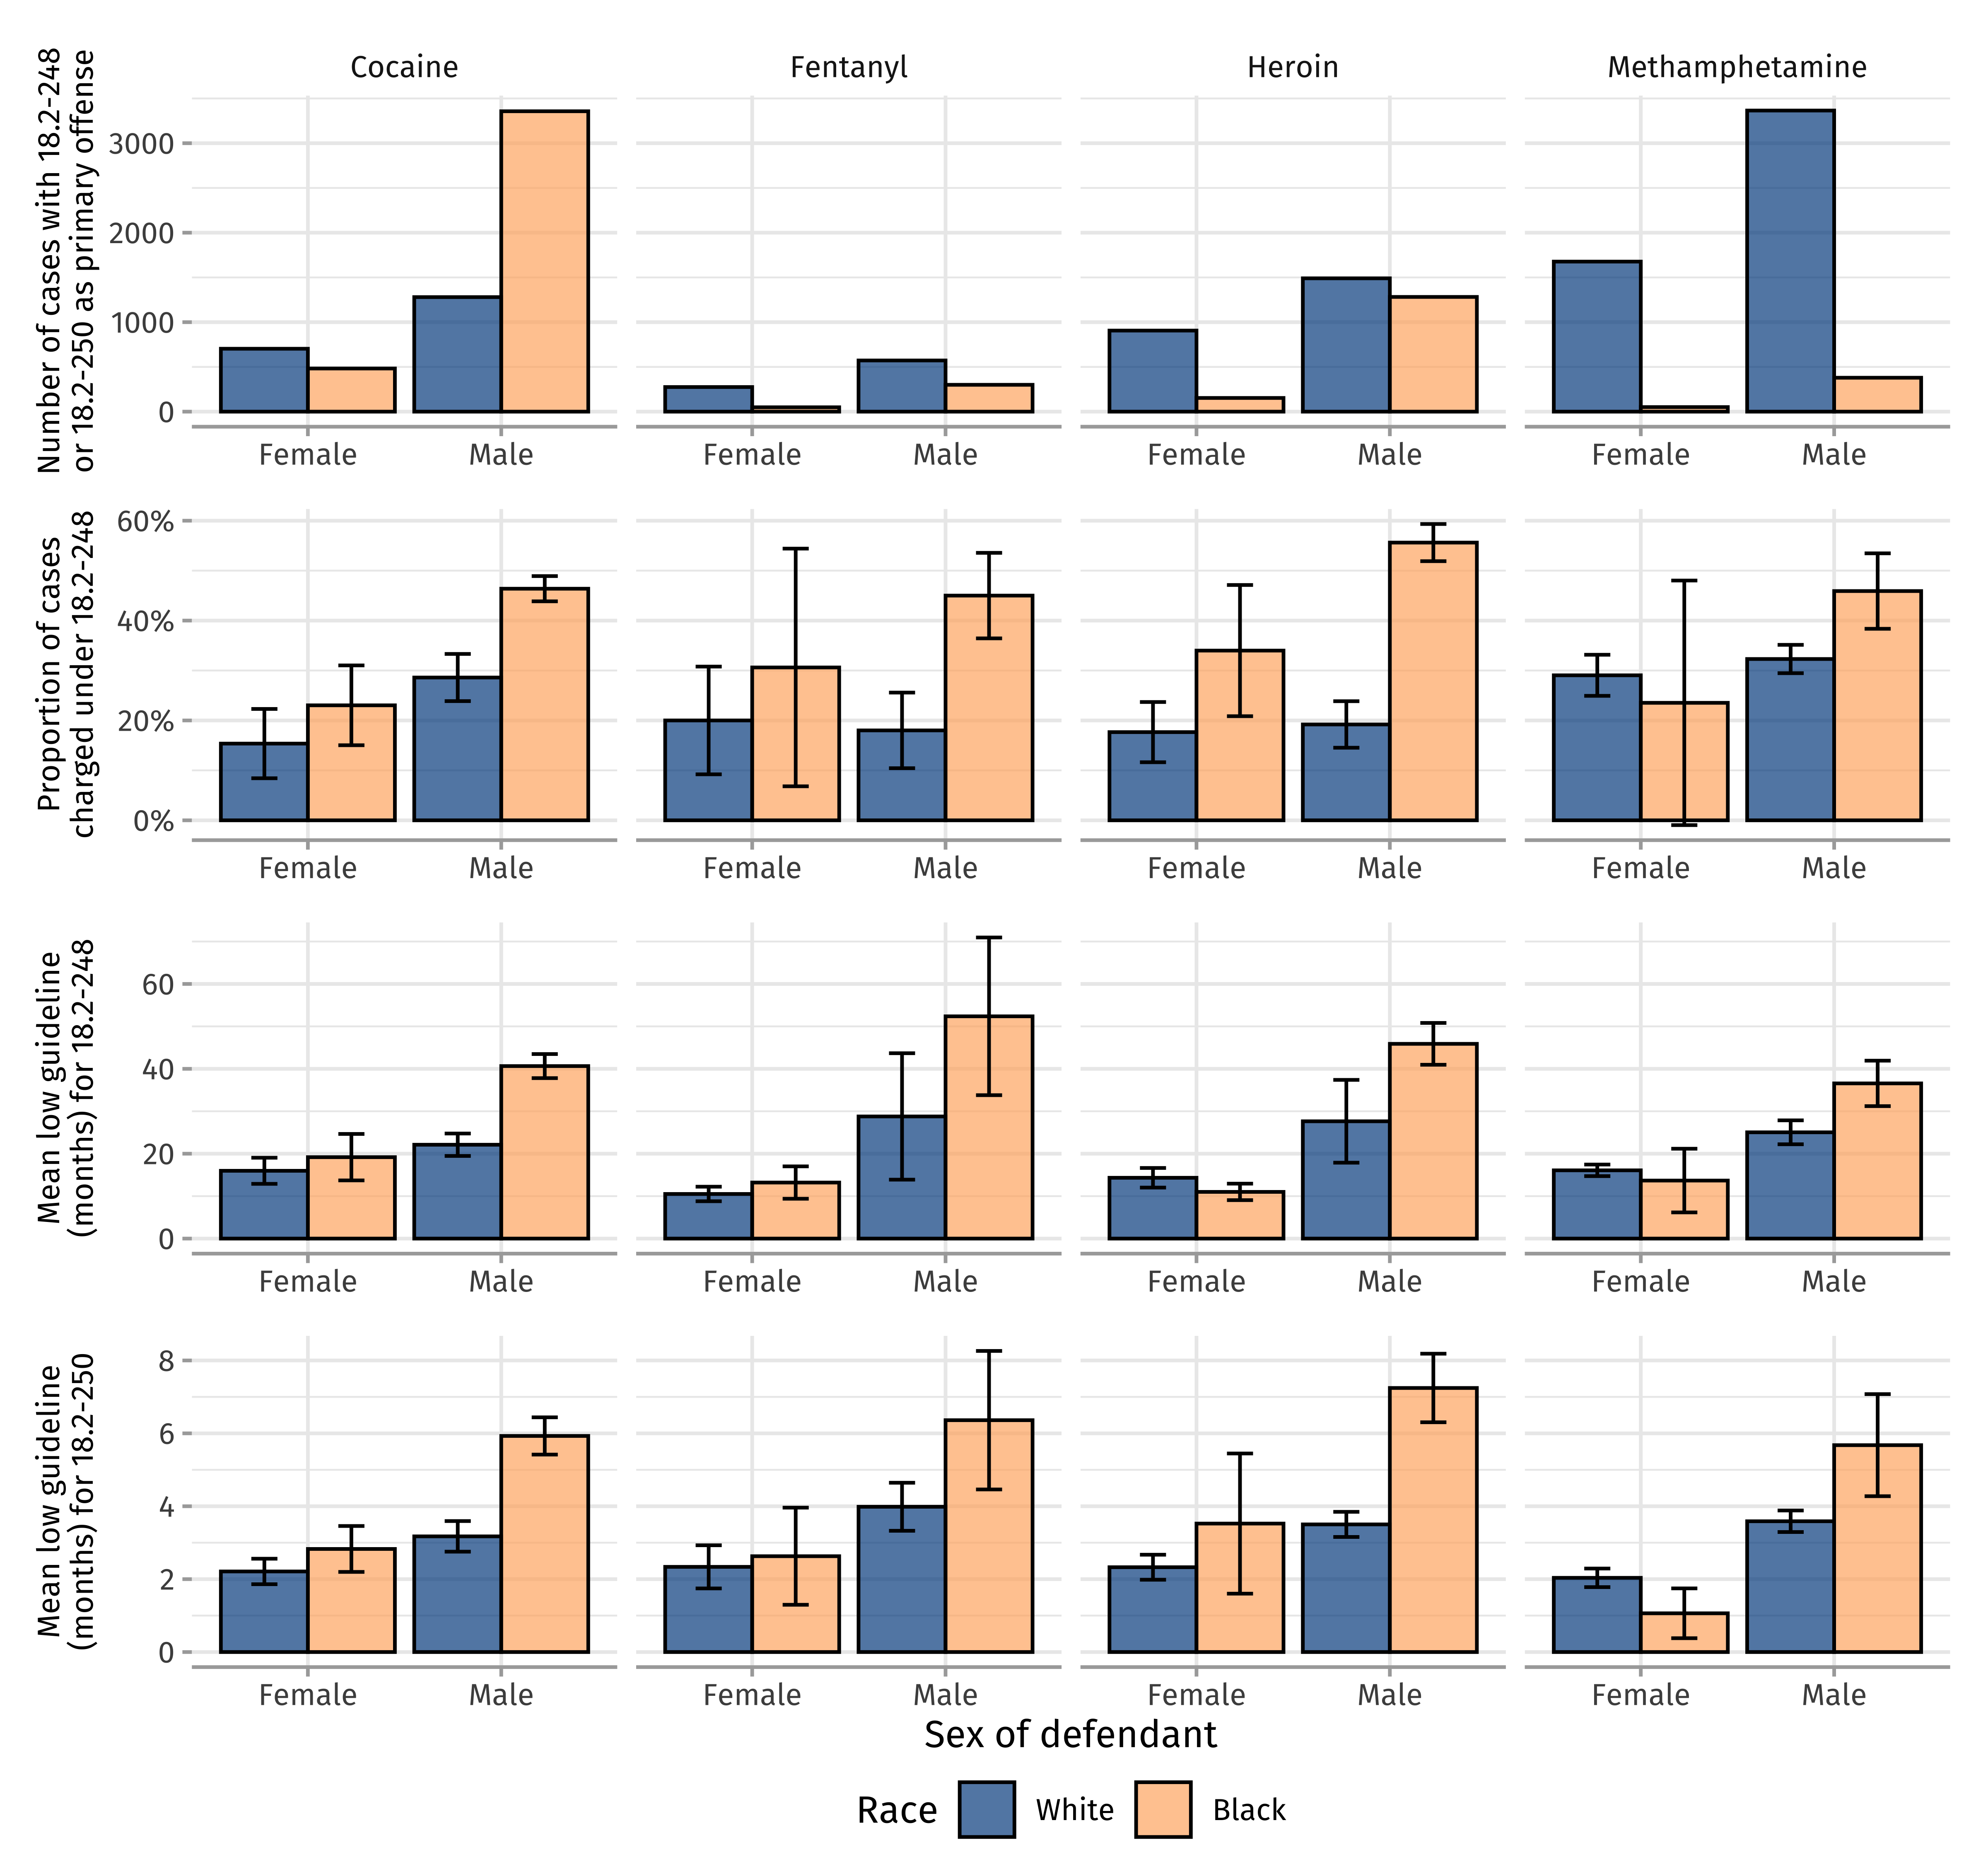 Cocaine
Fentanyl
Heroin
Methamphetamine
Number of cases with 18.2-248
or 18.2-250 as primary offense
3000
2000
1000
0
Female
Male
Female
Male
Female
Male
Female
Male
Proportion of cases
charged under 18.2-248
60%
40%
20%
0%
Female
Male
Female
Male
Female
Male
Female
Male
Mean low guideline
(months) for 18.2-248
60
40
20
0
Female
Male
Female
Male
Female
Male
Female
Male
Mean low guideline
(months) for 18.2-250
8
6
4
2
0
Female
Male
Female
Male
Female
Male
Female
Male
Sex of defendant
Race
White
Black